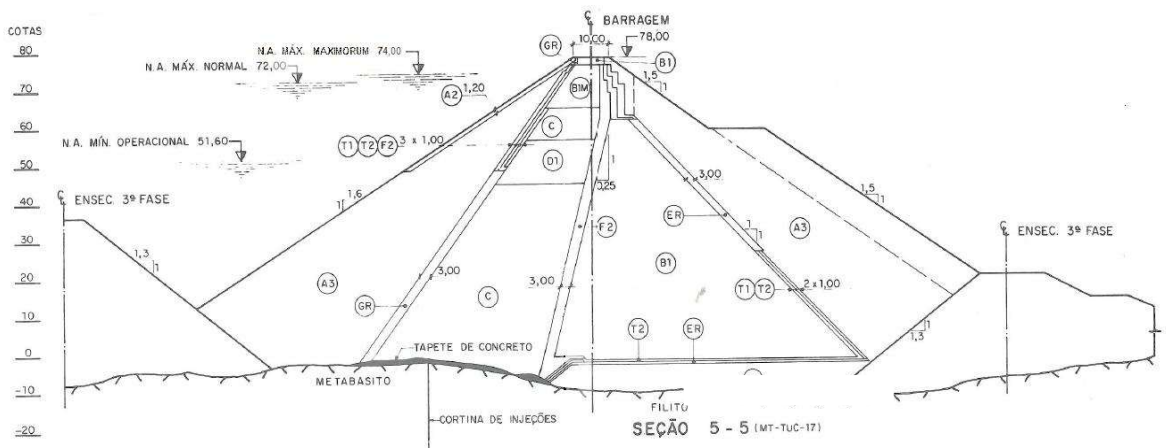 COTAS
80
70
60
50
40
30
20
10
0
-10
-20
N.A. MÁX. MAXIMORUM 74,00
N.A. MÁX. NORMAL 72,00
N.A. MÍN. OPERACIONAL 51,60
℄ ENSEC. 3ª FASE
1,3
1
1,6
1
A2
1,20
T1 T2 F2 3 x 1,00
GR
10,00
℄ BARRAGEM
78,00
B1
B1M
C
D1
1,5
1
1
0,25
3,00
ER
F2
A3
1,5
1
1
1
B1
T1 T2 2 x 1,00
A3
3,00
GR
C
3,00
T2
ER
℄ ENSEC. 3ª FASE
1
1,3
TAPETE DE CONCRETO
METABASITO
CORTINA DE INJEÇÕES
FILITO
SEÇÃO 5-5 (MT-TUC-17)